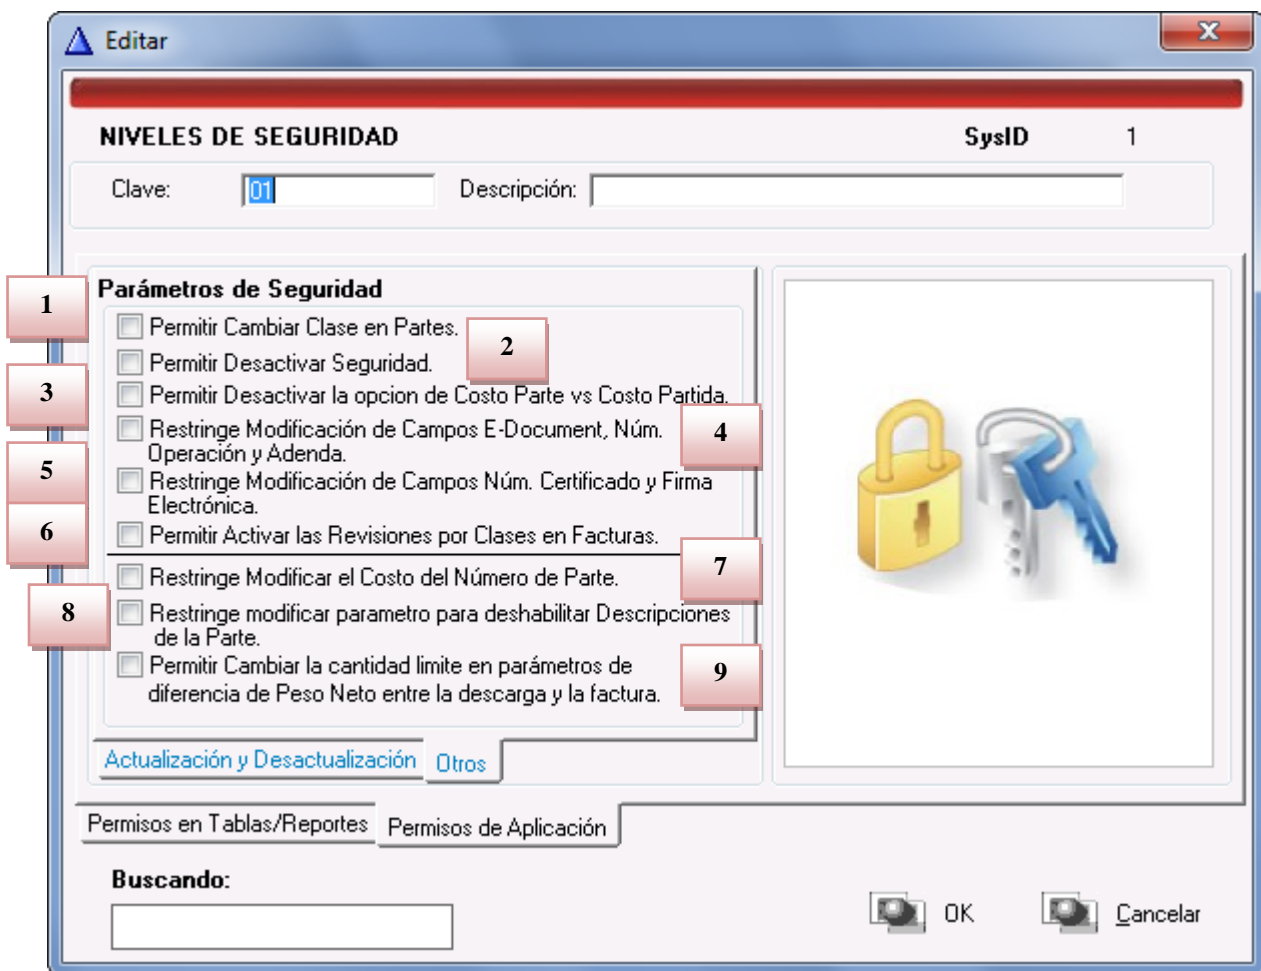 Editar
x
NIVELES DE SEGURIDAD SysID 1
Clave: 01 Descripción:
Parámetros de Seguridad
1
Permitir Cambiar Clase en Partes.
2
Permitir Desactivar Seguridad.
3
Permitir Desactivar la opcion de Costo Parte vs Costo Partida.
Restringe Modificación de Campos E-Document, Núm.
4
Operación y Adenda.
5
Restringe Modificación de Campos Núm. Certificado y Firma
Electrónica.
6
Permitir Activar las Revisiones por Clases en Facturas.
7
Restringe Modificar el Costo del Número de Parte.
8
Restringe modificar parametro para deshabilitar Descripciones
de la Parte.
Permitir Cambiar la cantidad limite en parámetros de
9
diferencia de Peso Neto entre la descarga y la factura.
Actualización y Desactualización Otros
Permisos en Tablas/Reportes Permisos de Aplicación
Buscando:
OK Cancelar